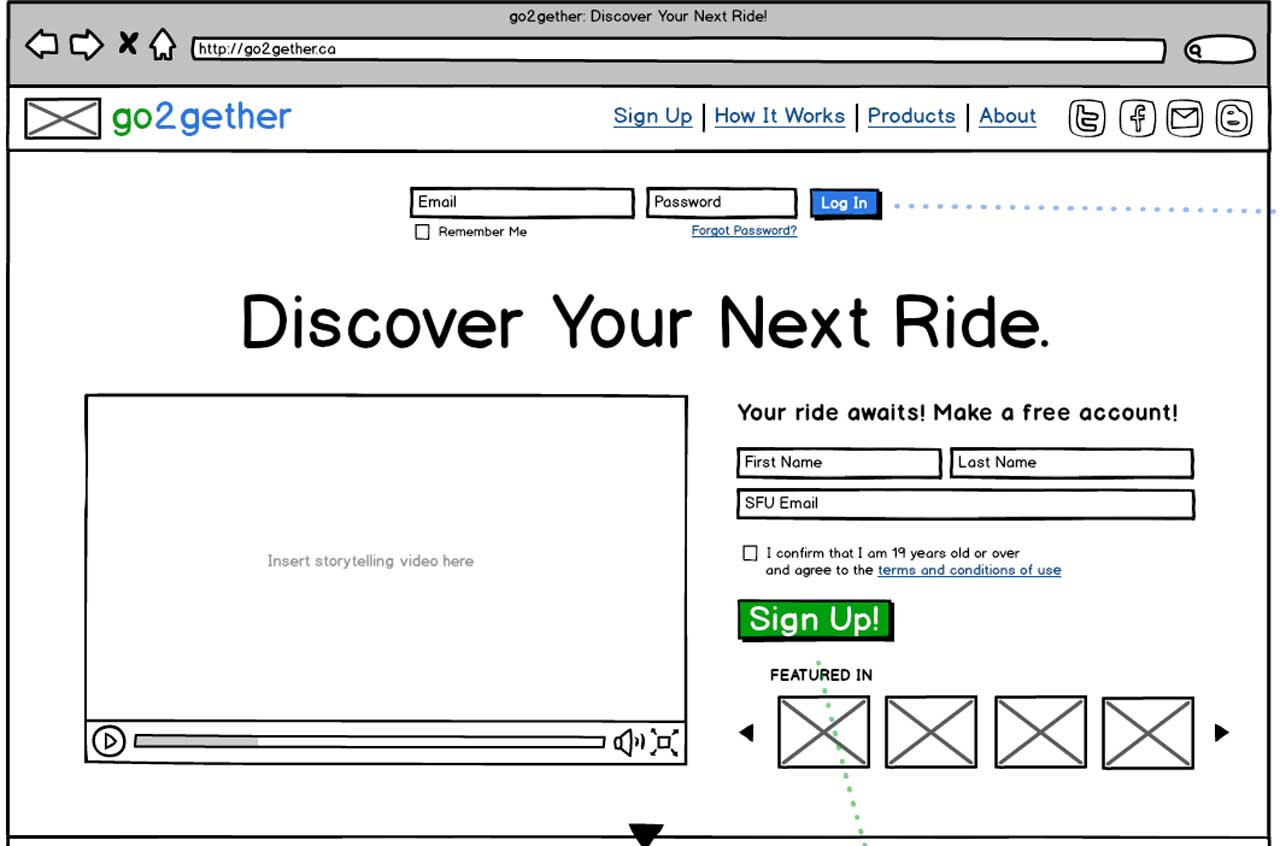 go2gether: Discover Your Next Ride!
http://go2gether.ca
go2gether
Sign Up | How It Works | Products | About
Email
Password
Log In
Remember Me
Forgot Password?
Discover Your Next Ride.
Insert storytelling video here
Your ride awaits! Make a free account!
First Name
Last Name
SFU Email
I confirm that I am 19 years old or over
and agree to the terms and conditions of use
Sign Up!
FEATURED IN